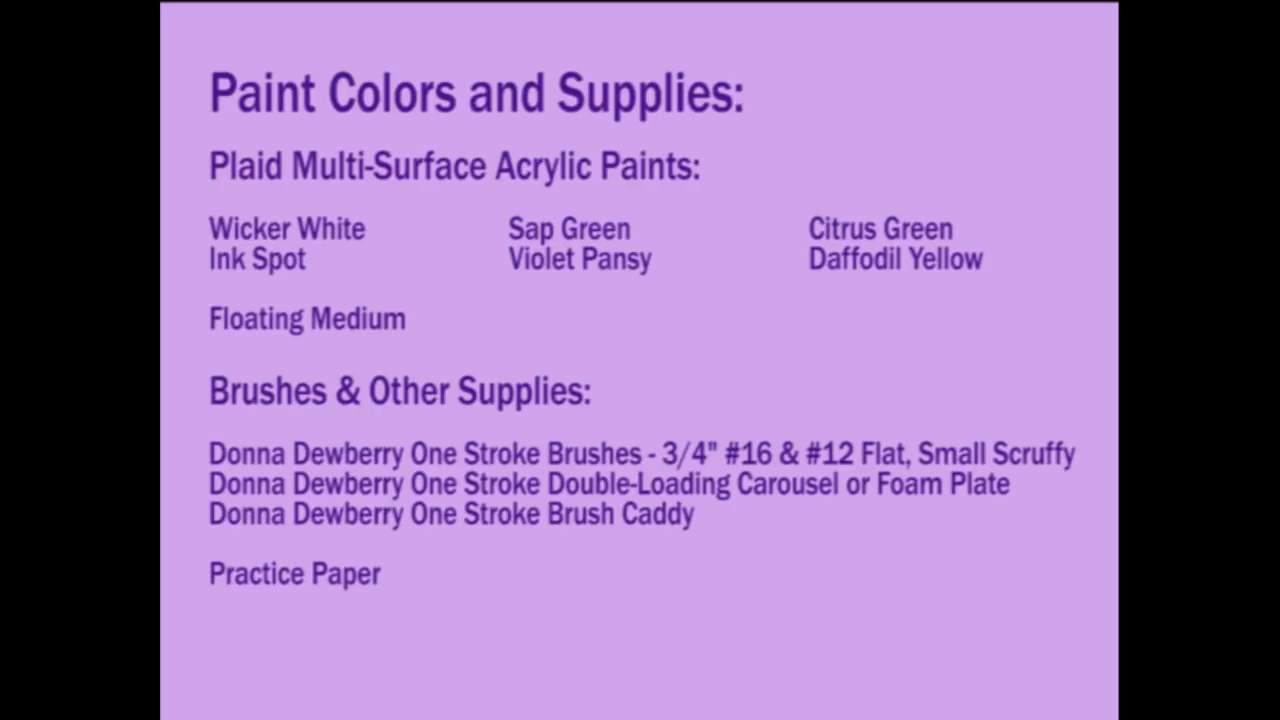 Paint Colors and Supplies:
Plaid Multi-Surface Acrylic Paints:
Wicker White Sap Green Citrus Green
Ink Spot Violet Pansy Daffodil Yellow
Floating Medium
Brushes & Other Supplies:
Donna Dewberry One Stroke Brushes - 3/4" #16 & #12 Flat, Small Scruffy
Donna Dewberry One Stroke Double-Loading Carousel or Foam Plate
Donna Dewberry One Stroke Brush Caddy
Practice Paper